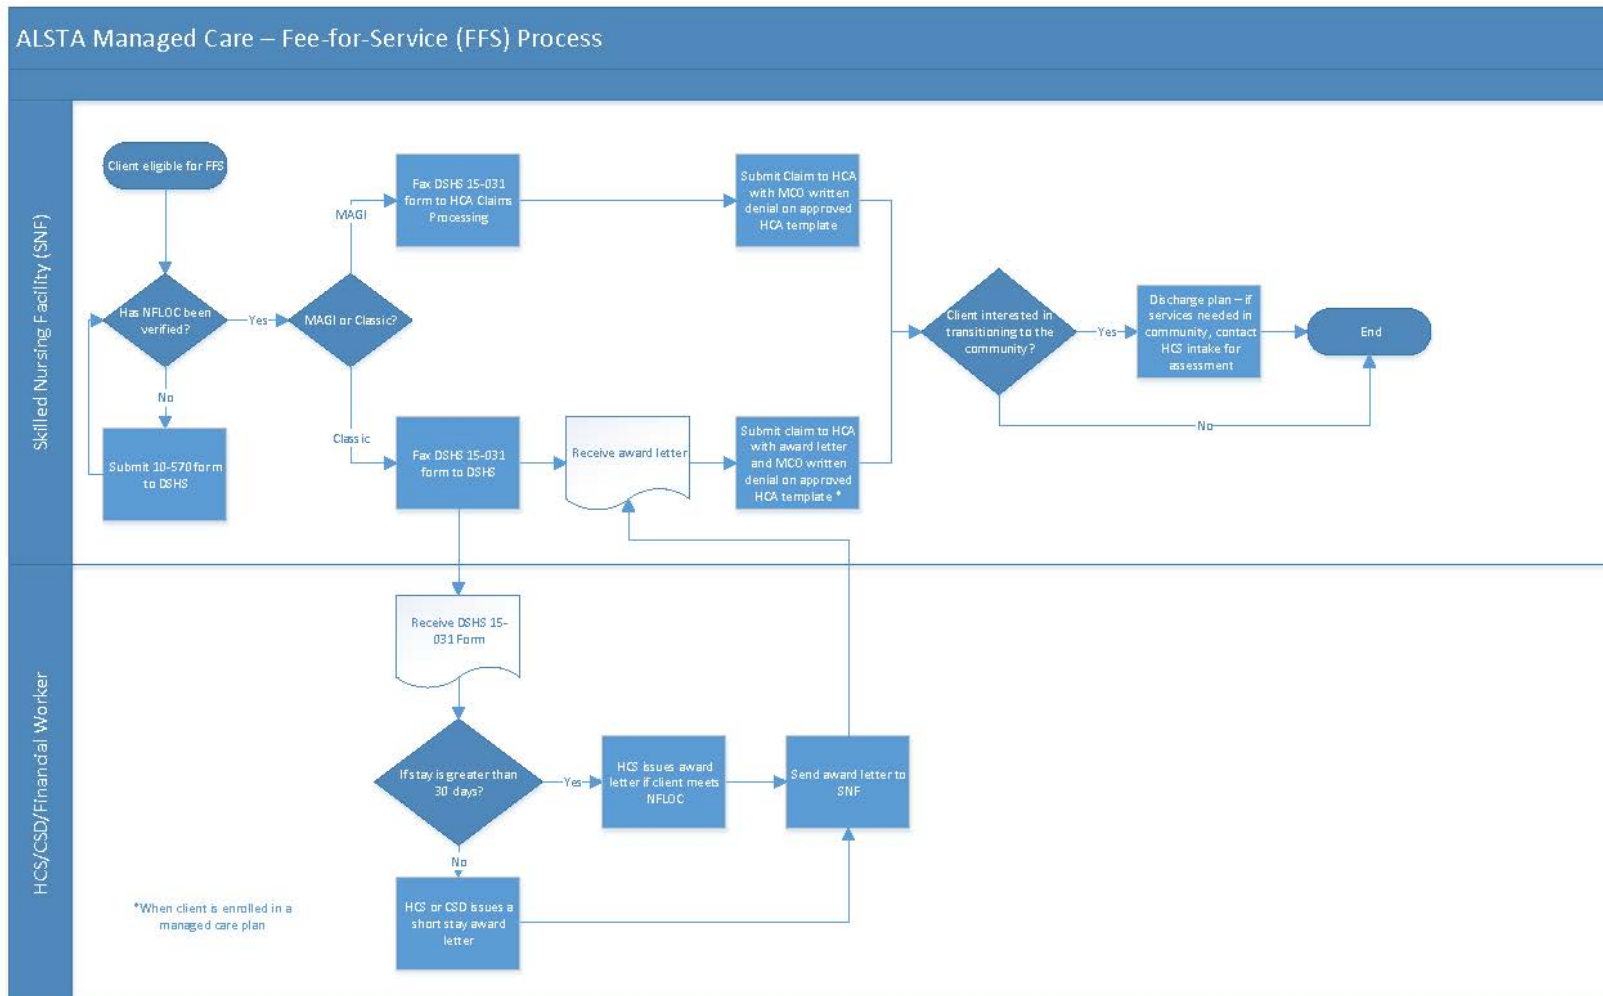 ALSTA Managed Care – Fee-for-Service (FFS) Process
Skilled Nursing Facility (SNF)
Client eligible for FFS
Has NFLOC been
verified?
Yes
No
Submit 10-570 form
to DSHS
MAGI or Classic?
MAGI
Classic
Fax DSHS 15-031
form to HCA Claims
Processing
Submit Claim to HCA
with MCO written
denial on approved
HCA template
Fax DSHS 15-031
form to DSHS
Receive award letter
Submit claim to HCA
with award letter
and MCO written
denial on approved
HCA template *
Client interested in
transitioning to the
community?
Yes
No
Discharge plan – if
services needed in
community, contact
HCS intake for
assessment
End
HCS/CSD/Financial Worker
Receive DSHS 15-
031 Form
If stay is greater than
30 days?
Yes
No
HCS issues award
letter if client meets
NFLOC
Send award letter to
SNF
HCS or CSD issues a
short stay award
letter
*When client is enrolled in a
managed care plan